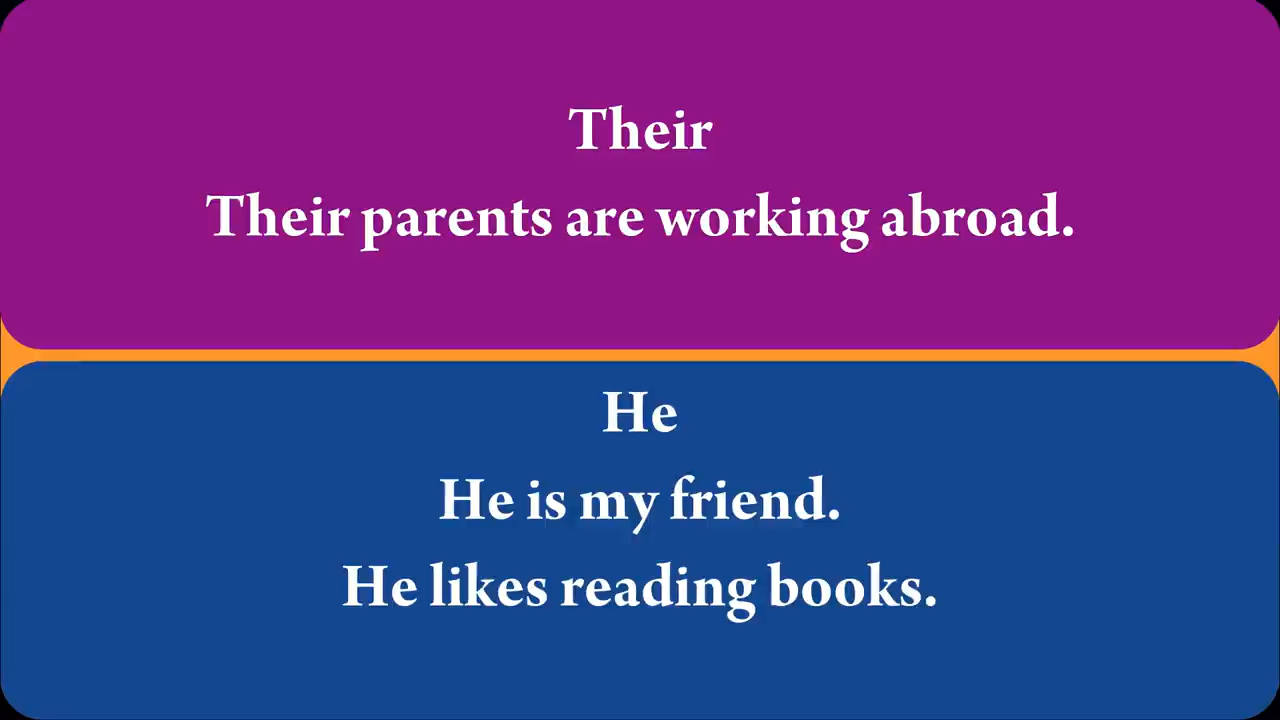 Their
Their parents are working abroad.
He
He is my friend.
He likes reading books.